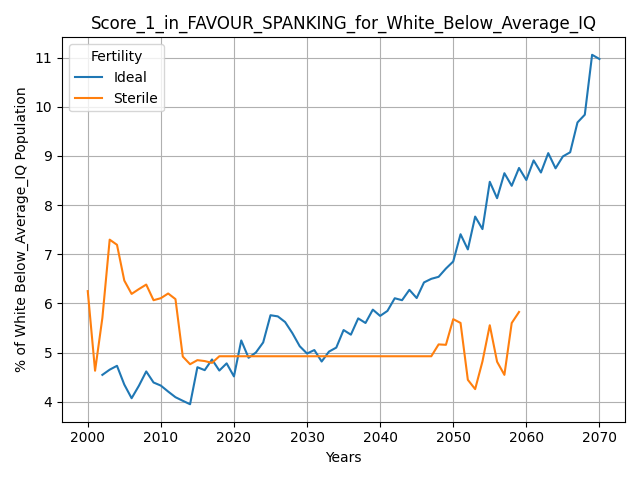 Score_1_in_FAVOUR_SPANKING_for_White_Below_Average_IQ
Fertility
Ideal
Sterile
% of White Below_Average_IQ Population
11
10
9
8
7
6
5
4
2000 2010 2020 2030 2040 2050 2060 2070
Years